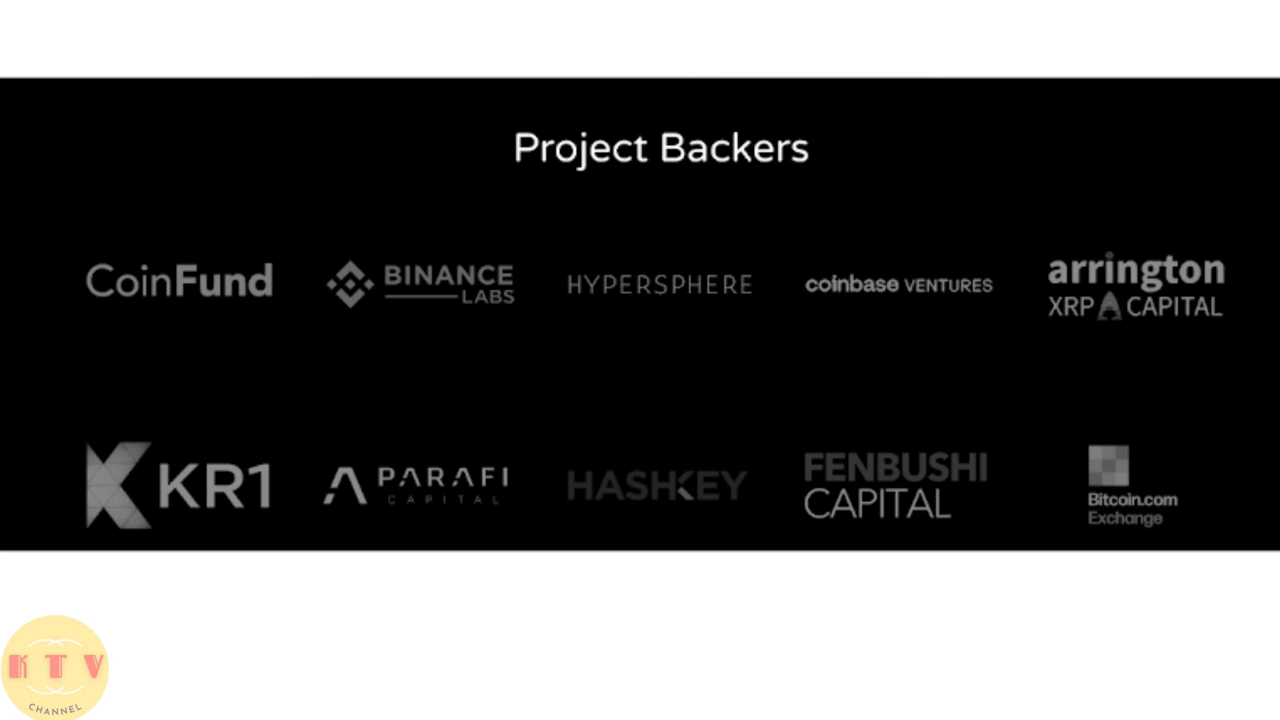 Project Backers
CoinFund
BINANCE
LABS
HYPERSPHERE
coinbase VENTURES
arrington
XRP CAPITAL
KR1
PARAFI
CAPITAL
HASHKEY
FENBUSHI
CAPITAL
Bitcoin.com
Exchange
KTV
CHANNEL